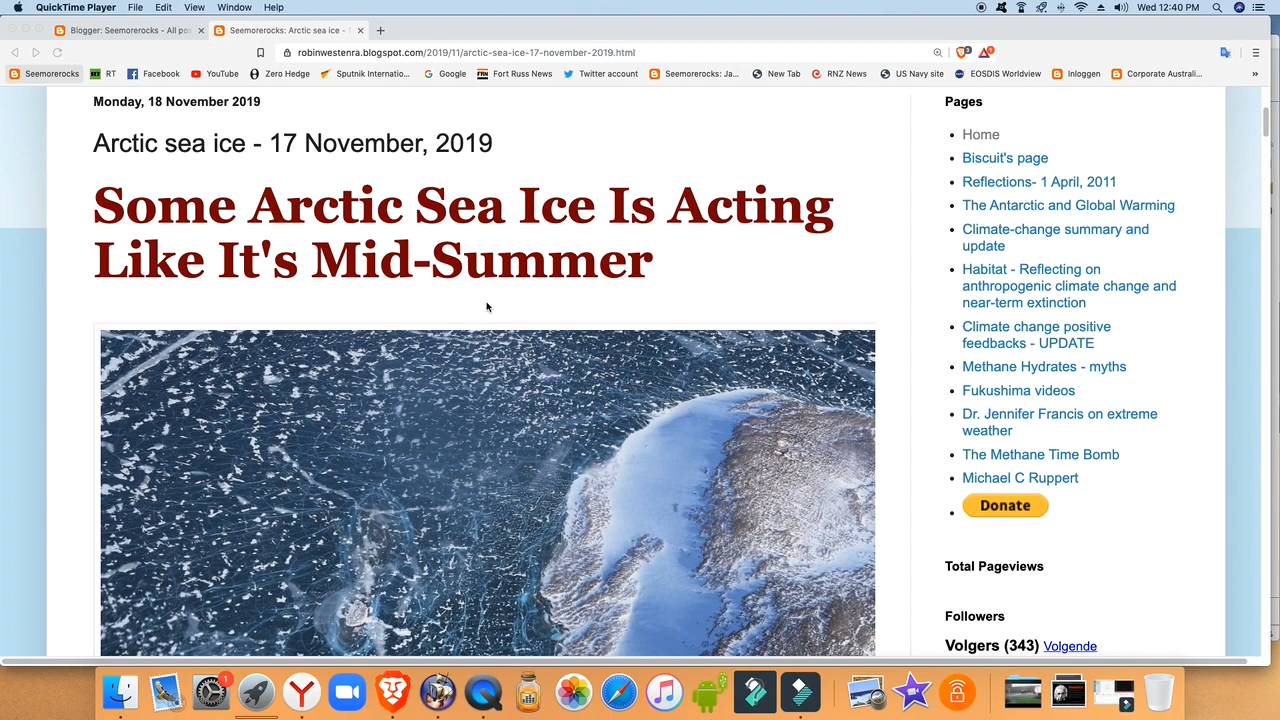 QuickTime Player File Edit View Window Help Wed 12:40 PM
Blogger: Seemorerocks - All pos
Seemorerocks: Arctic sea ice - 1
robinwestenra.blogspot.com/2019/11/arctic-sea-ice-17-november-2019.html
Seemorerocks RT Facebook YouTube Zero Hedge Sputnik Internatio... Google Fort Russ News Twitter account Seemorerocks: Ja... New Tab RNZ News US Navy site EOSDIS Worldview Inloggen Corporate Australi... »
Monday, 18 November 2019
Arctic sea ice - 17 November, 2019
Some Arctic Sea Ice Is Acting
Like It's Mid-Summer
Pages
Home
Biscuit's page
Reflections- 1 April, 2011
The Antarctic and Global Warming
Climate-change summary and
update
Habitat - Reflecting on
anthropogenic climate change and
near-term extinction
Climate change positive
feedbacks - UPDATE
Methane Hydrates - myths
Fukushima videos
Dr. Jennifer Francis on extreme
weather
The Methane Time Bomb
Michael C Ruppert
Donate
Total Pageviews
Followers
Volgers (343) Volgende
1